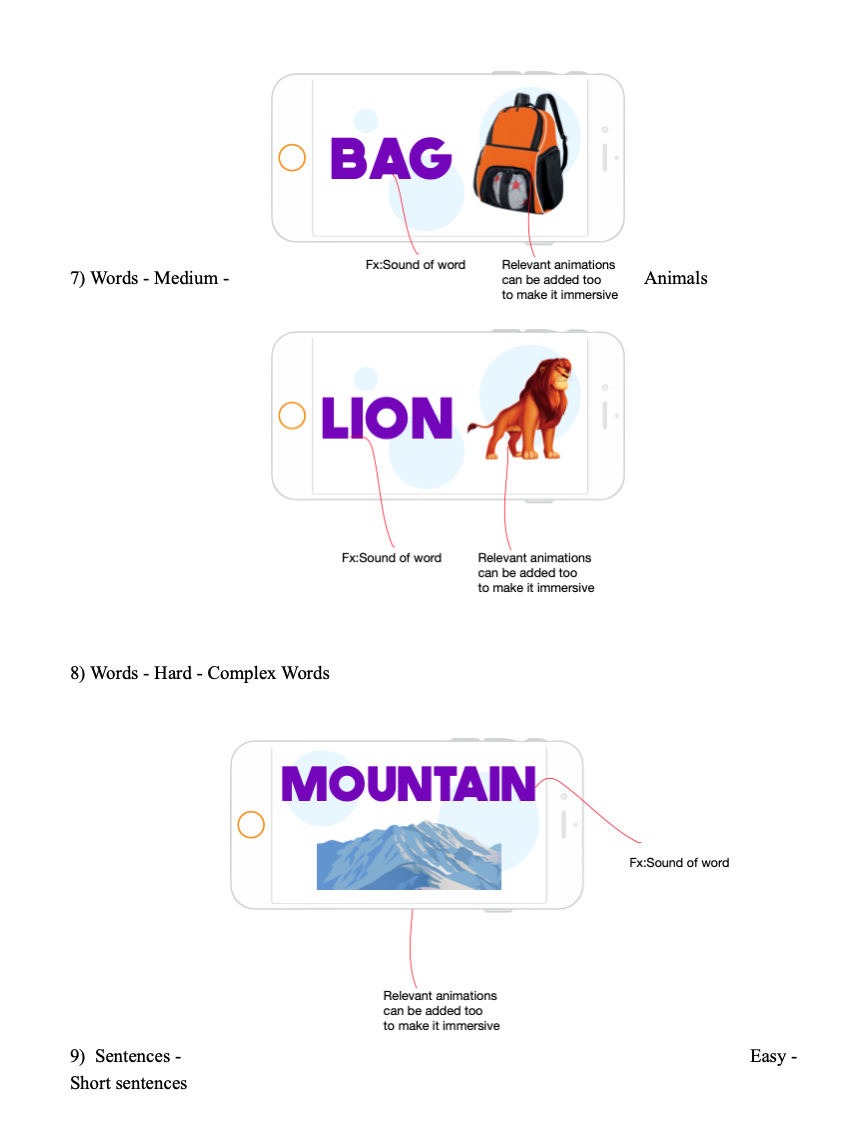 BAG
Fx:Sound of word
Relevant animations
can be added too
to make it immersive
7) Words - Medium - Animals
LION
Fx:Sound of word
Relevant animations
can be added too
to make it immersive
8) Words - Hard - Complex Words
MOUNTAIN
Fx:Sound of word
Relevant animations
can be added too
to make it immersive
9) Sentences - Easy -
Short sentences